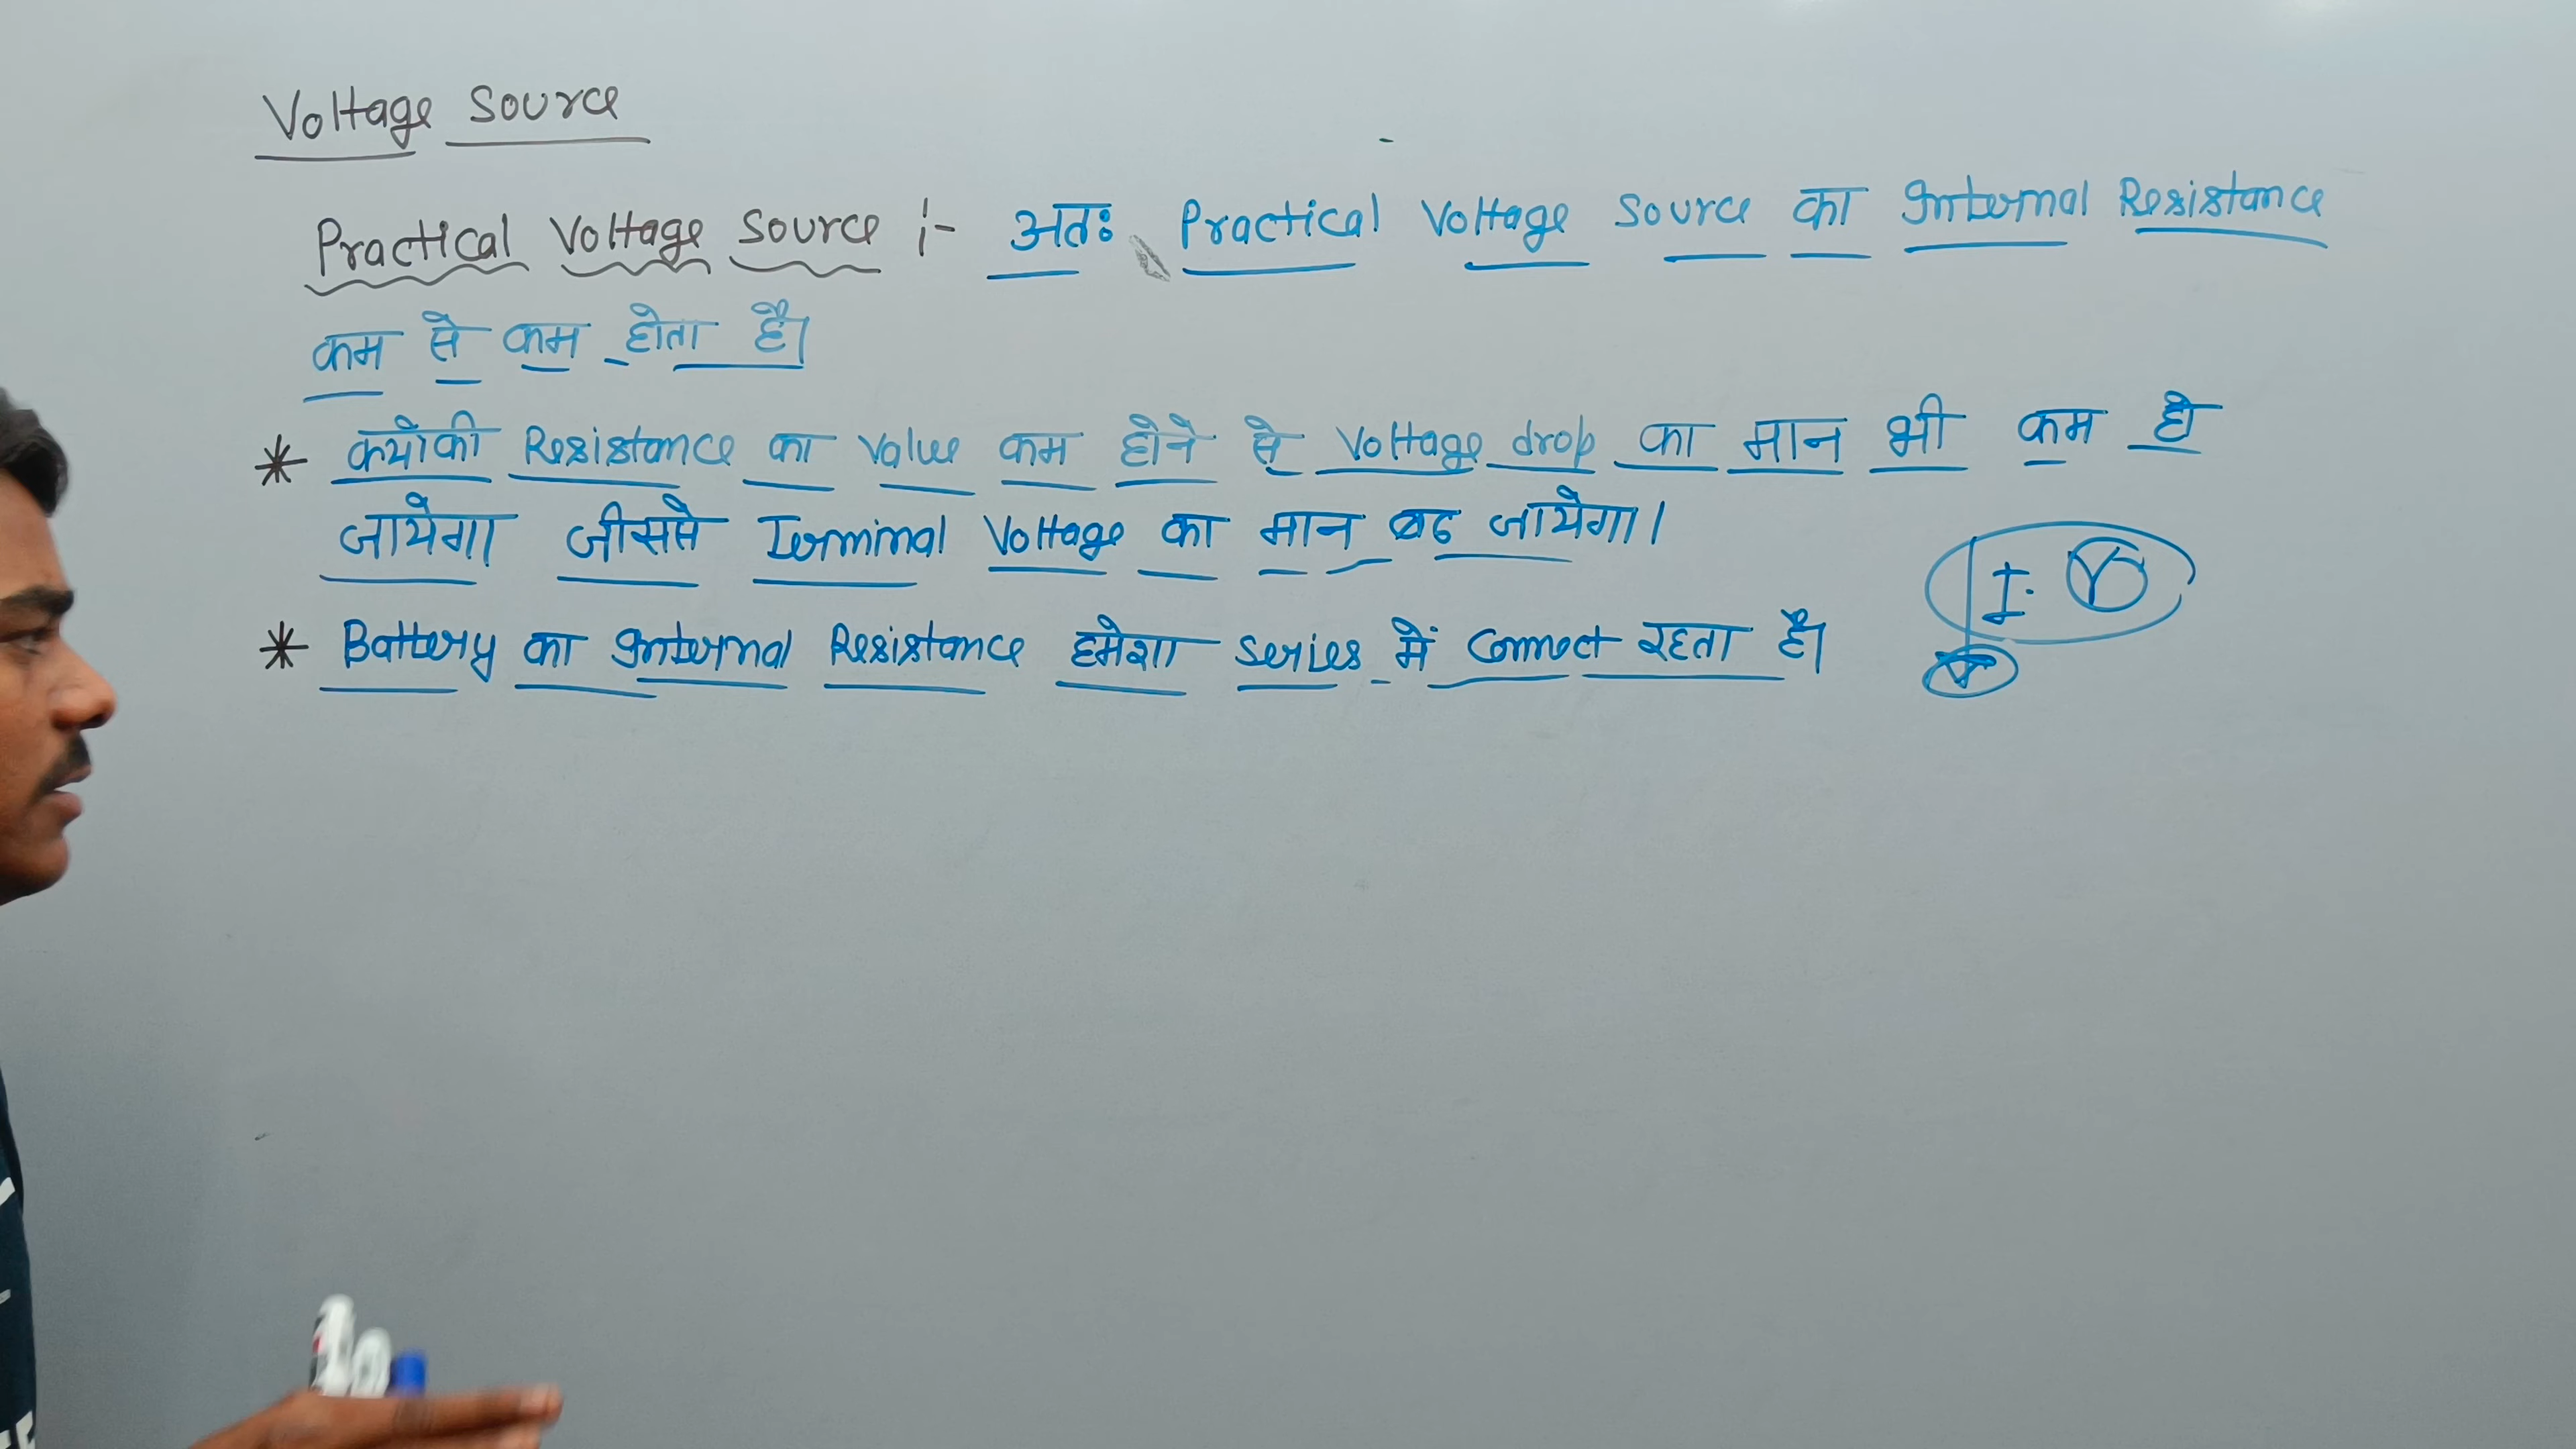 Voltage Source
Practical Voltage Source :- अतः Practical Voltage Source का Internal Resistance
कम से कम होता है।
* क्योंकी Resistance का Value कम होने से Voltage drop का मान भी कम हो
जायेगा जीससे Terminal Voltage का मान बढ जायेगा।
I. r
* Battery का Internal Resistance हमेशा Series में Connect रहता है।